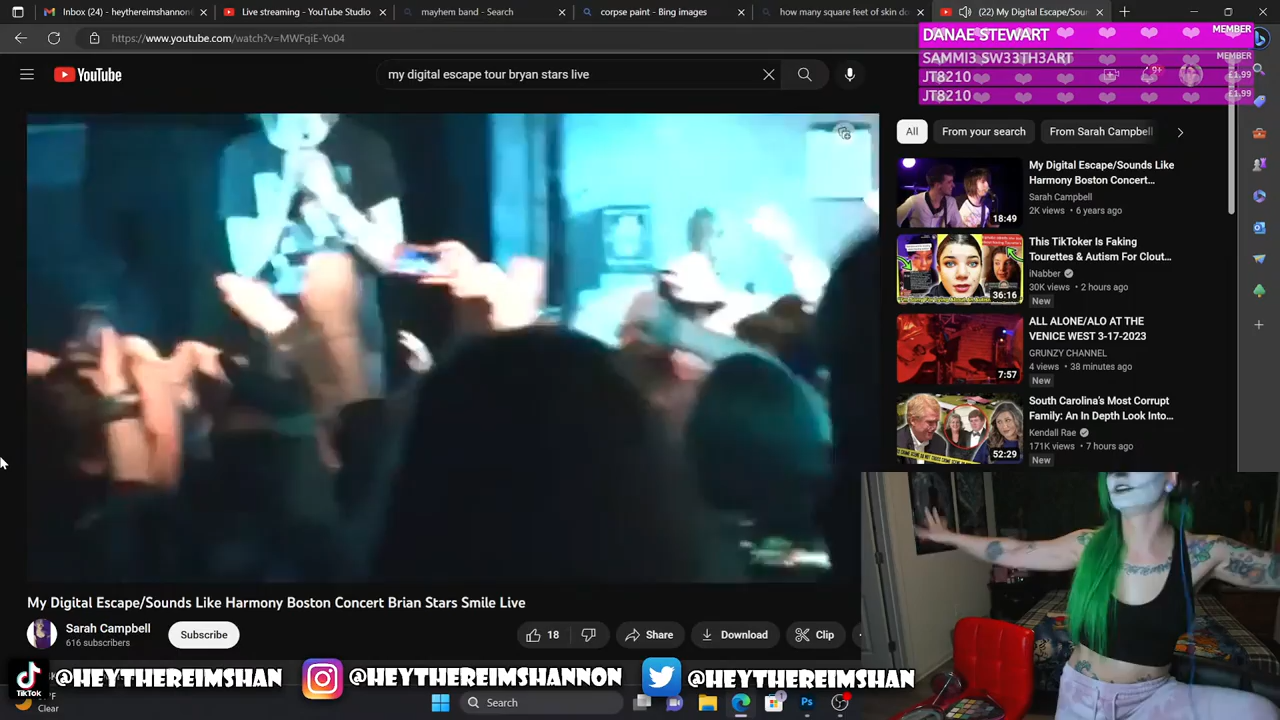 Inbox (24) - heythereimshannon@
Live streaming - YouTube Studio
mayhem band - Search
corpse paint - Bing images
how many square feet of skin do
(22) My Digital Escape/Soun
https://www.youtube.com/watch?v=MWFqiE-Yo04
DANAE STEWART MEMBER
SAMMI3 SW33TH3ART MEMBER
JT8210 £1.99
JT8210 £1.99
YouTube
my digital escape tour bryan stars live
9+
All
From your search
From Sarah Campbell
My Digital Escape/Sounds Like
Harmony Boston Concert...
Sarah Campbell
2K views • 6 years ago
18:49
This TikToker Is Faking
Tourettes & Autism For Clout...
iNabber
30K views • 2 hours ago
New
36:16
ALL ALONE/ALO AT THE
VENICE WEST 3-17-2023
GRUNZY CHANNEL
4 views • 38 minutes ago
New
7:57
South Carolina's Most Corrupt
Family: An In Depth Look Into...
Kendall Rae
171K views • 7 hours ago
New
52:29
My Digital Escape/Sounds Like Harmony Boston Concert Brian Stars Smile Live
Sarah Campbell
616 subscribers
Subscribe
18
Share
Download
Clip
TikTok
@HEYTHEREIMSHAN
@HEYTHEREIMSHANNON
@HEYTHEREIMSHAN
Clear
Search